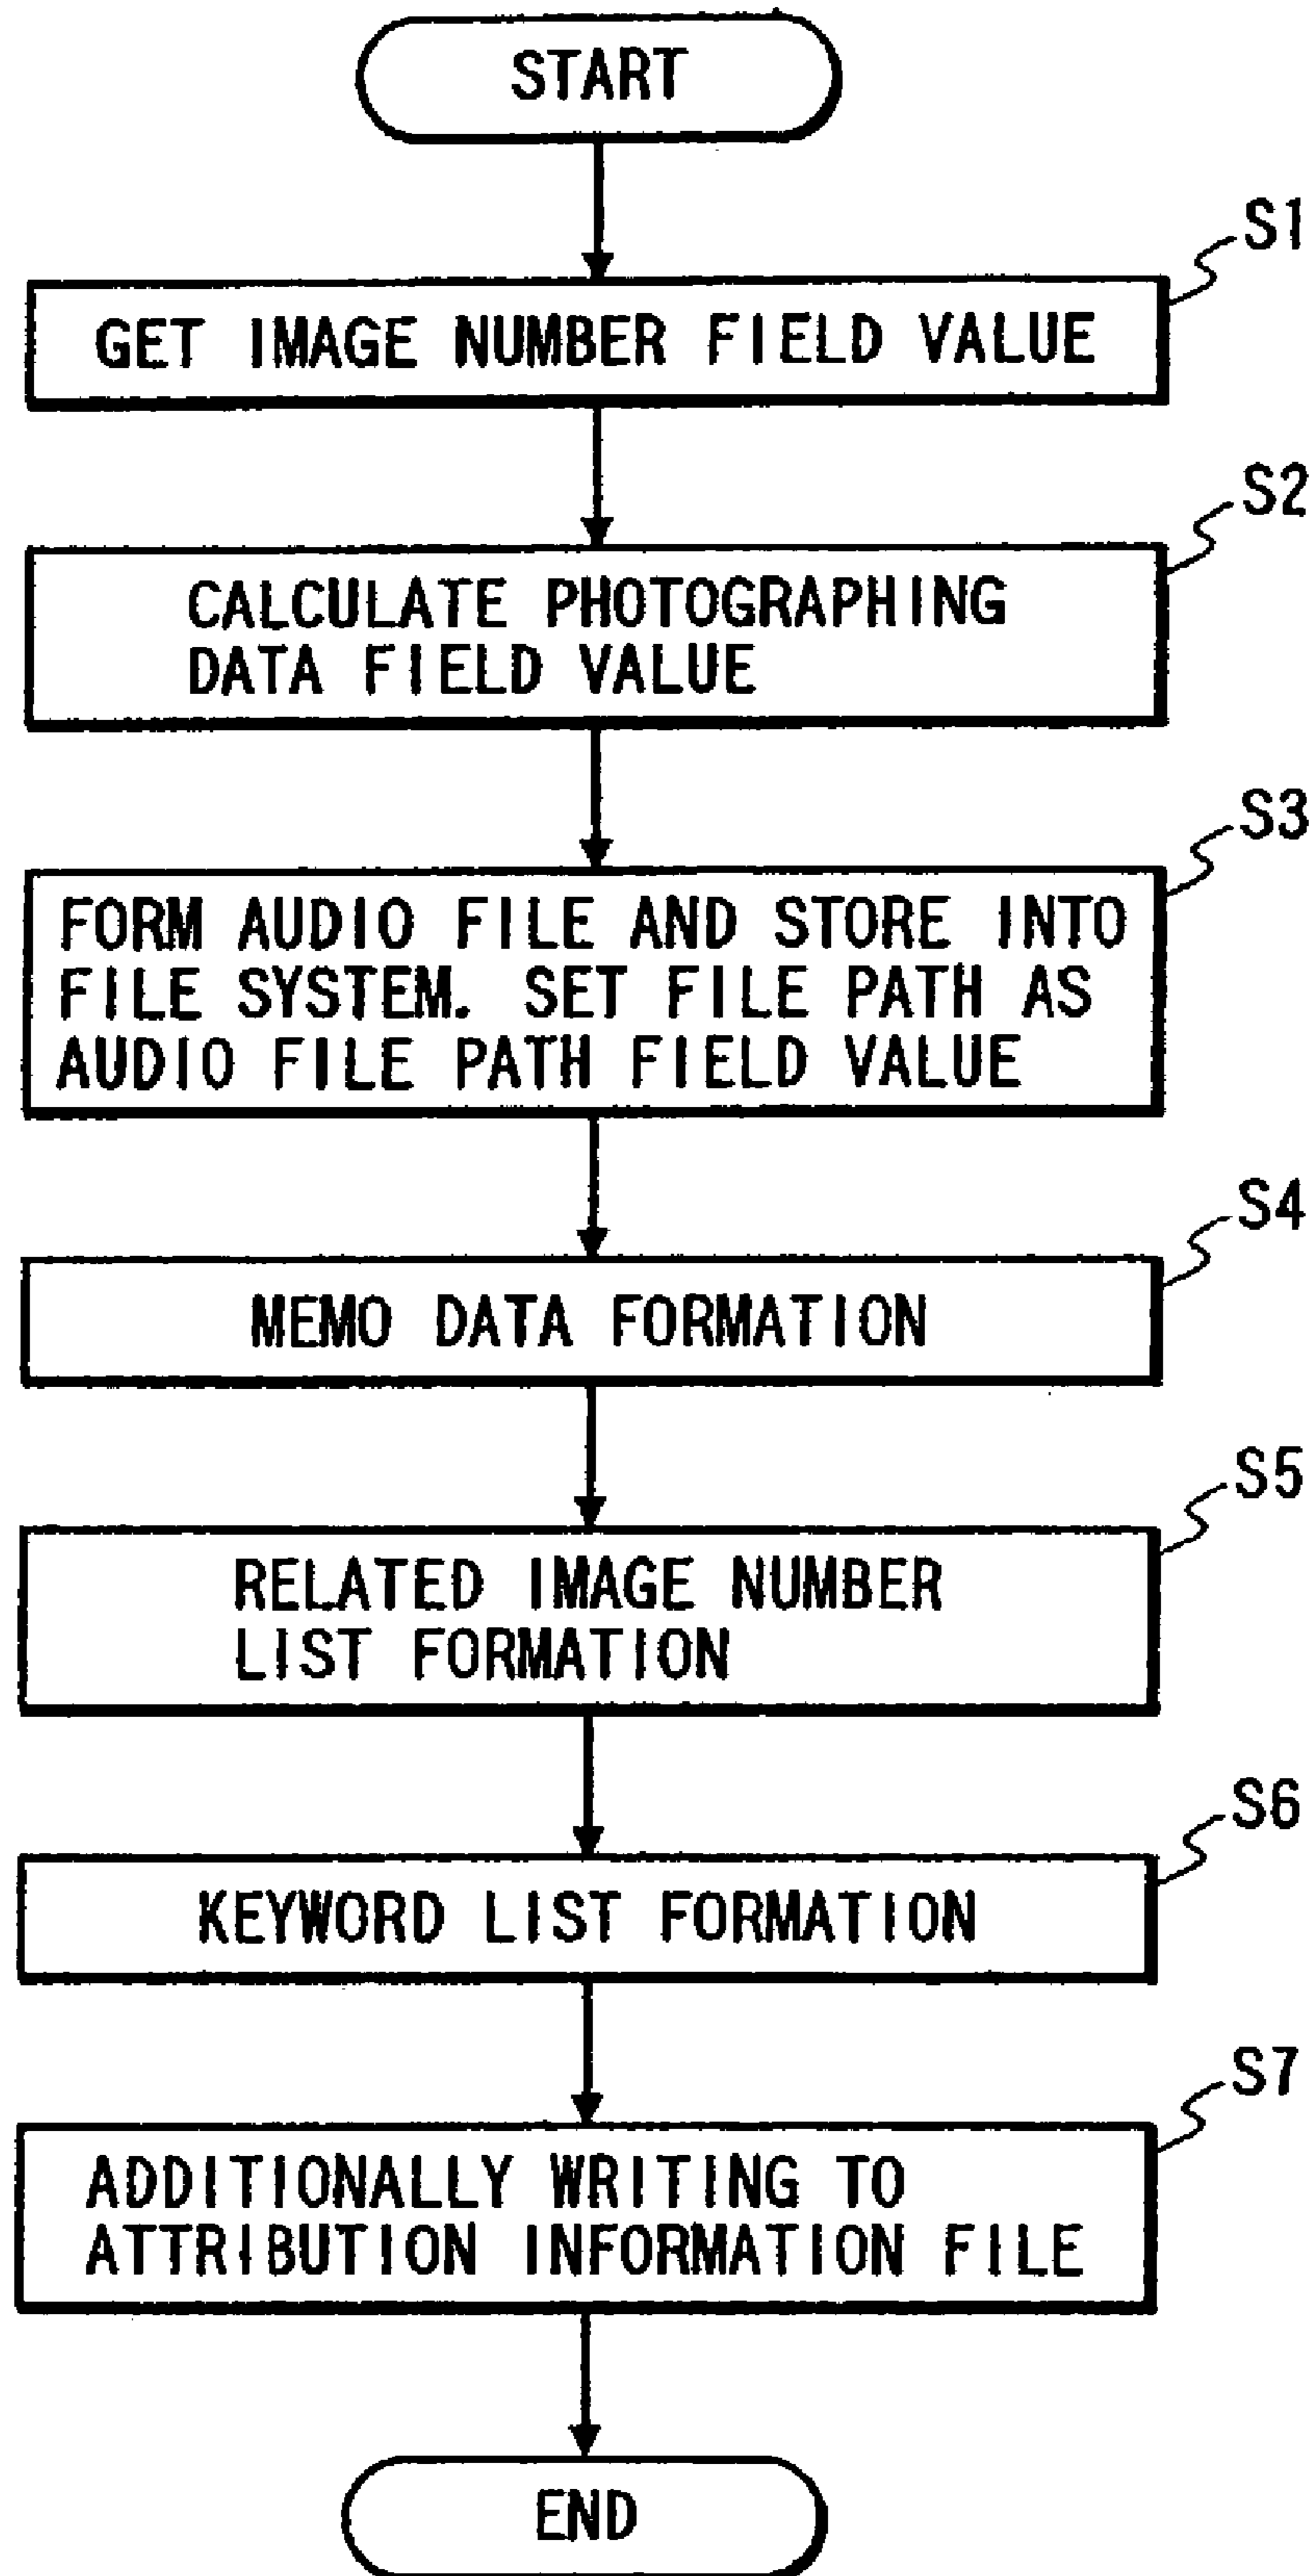 START
S1
GET IMAGE NUMBER FIELD VALUE
S2
CALCULATE PHOTOGRAPHING
DATA FIELD VALUE
S3
FORM AUDIO FILE AND STORE INTO
FILE SYSTEM. SET FILE PATH AS
AUDIO FILE PATH FIELD VALUE
S4
MEMO DATA FORMATION
S5
RELATED IMAGE NUMBER
LIST FORMATION
S6
KEYWORD LIST FORMATION
S7
ADDITIONALLY WRITING TO
ATTRIBUTION INFORMATION FILE
END